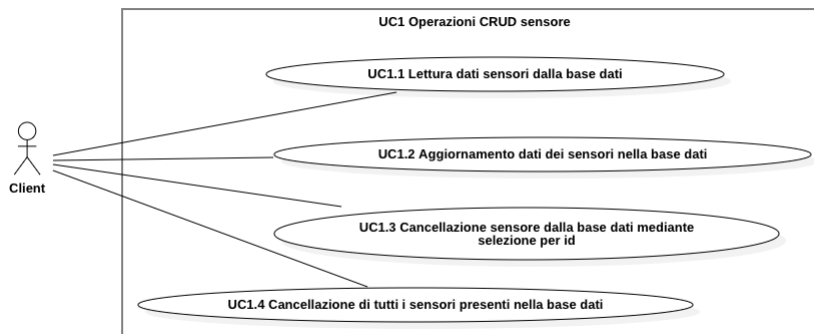 UC1 Operazioni CRUD sensore
UC1.1 Lettura dati sensori dalla base dati
UC1.2 Aggiornamento dati dei sensori nella base dati
Client
UC1.3 Cancellazione sensore dalla base dati mediante
selezione per id
UC1.4 Cancellazione di tutti i sensori presenti nella base dati